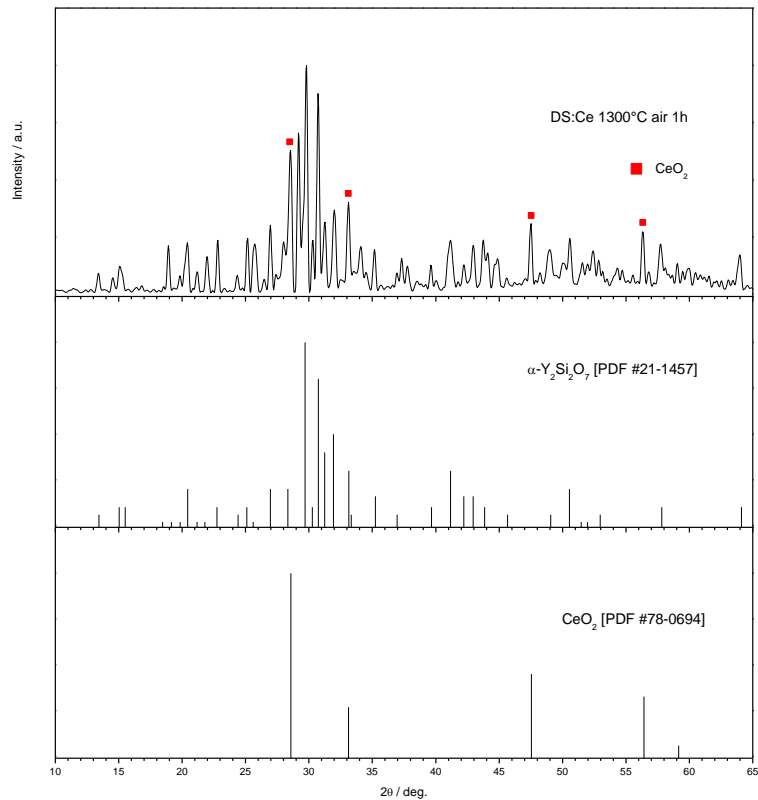 Intensity / a.u.
DS:Ce 1300°C air 1h
CeO₂
α-Y₂Si₂O₇ [PDF #21-1457]
CeO₂ [PDF #78-0694]
10 15 20 25 30 35 40 45 50 55 60 65
2θ / deg.